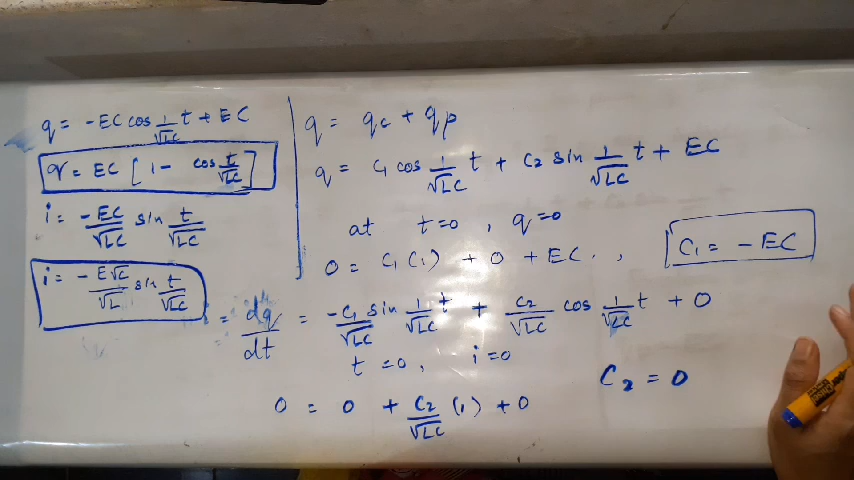 q = -EC cos 1/√LC t + EC
q = EC [ 1 - cos t/√LC ]
i = -EC/√LC sin t/√LC
i = - E√C/√L sin t/√LC
q = qc + qp
q = C1 cos 1/√LC t + C2 sin 1/√LC t + EC
at t=0 , q=0
0 = C1 (1) + 0 + EC . , C1 = - EC
i = dq/dt = -C1/√LC sin 1/√LC t + C2/√LC cos 1/√LC t + 0
t=0, i=0
C2 = 0
0 = 0 + C2/√LC (1) + 0